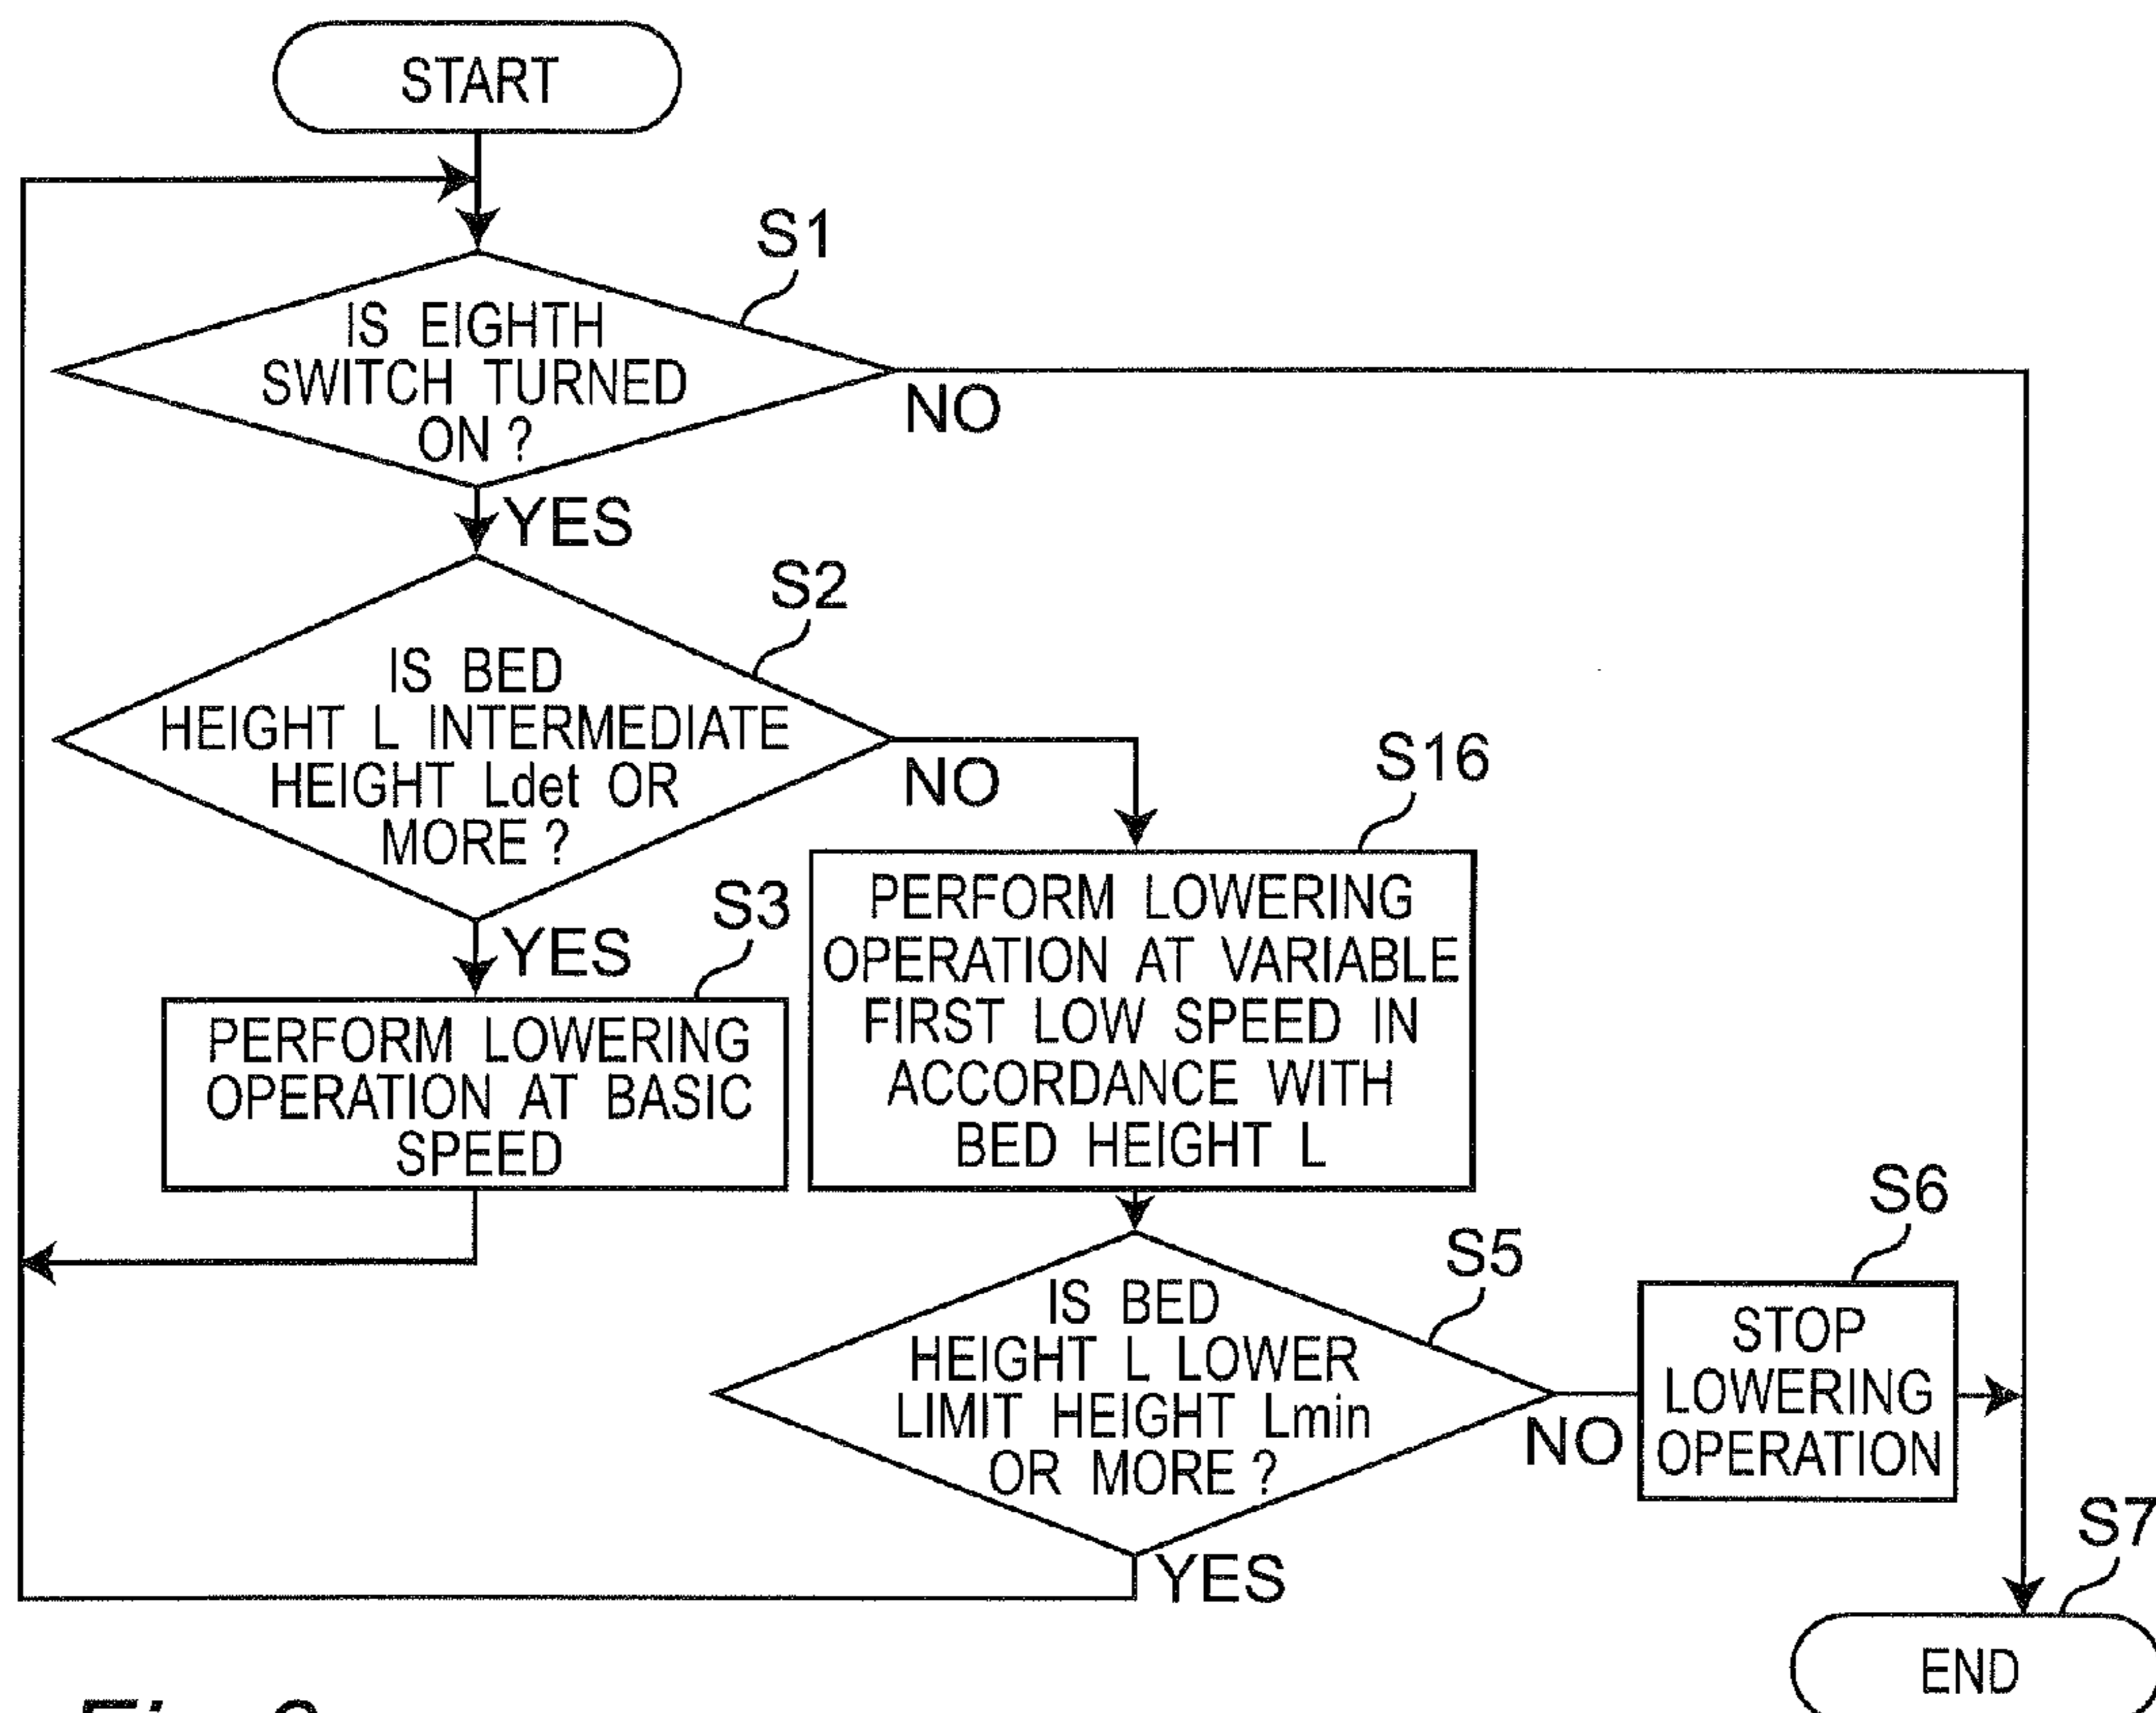 START
S1
IS EIGHTH
SWITCH TURNED
ON ?
NO
YES
S2
IS BED
HEIGHT L INTERMEDIATE
HEIGHT Ldet OR
MORE ?
NO
YES
S3
PERFORM LOWERING
OPERATION AT BASIC
SPEED
S16
PERFORM LOWERING
OPERATION AT VARIABLE
FIRST LOW SPEED IN
ACCORDANCE WITH
BED HEIGHT L
S5
IS BED
HEIGHT L LOWER
LIMIT HEIGHT Lmin
OR MORE ?
NO
YES
S6
STOP
LOWERING
OPERATION
S7
END